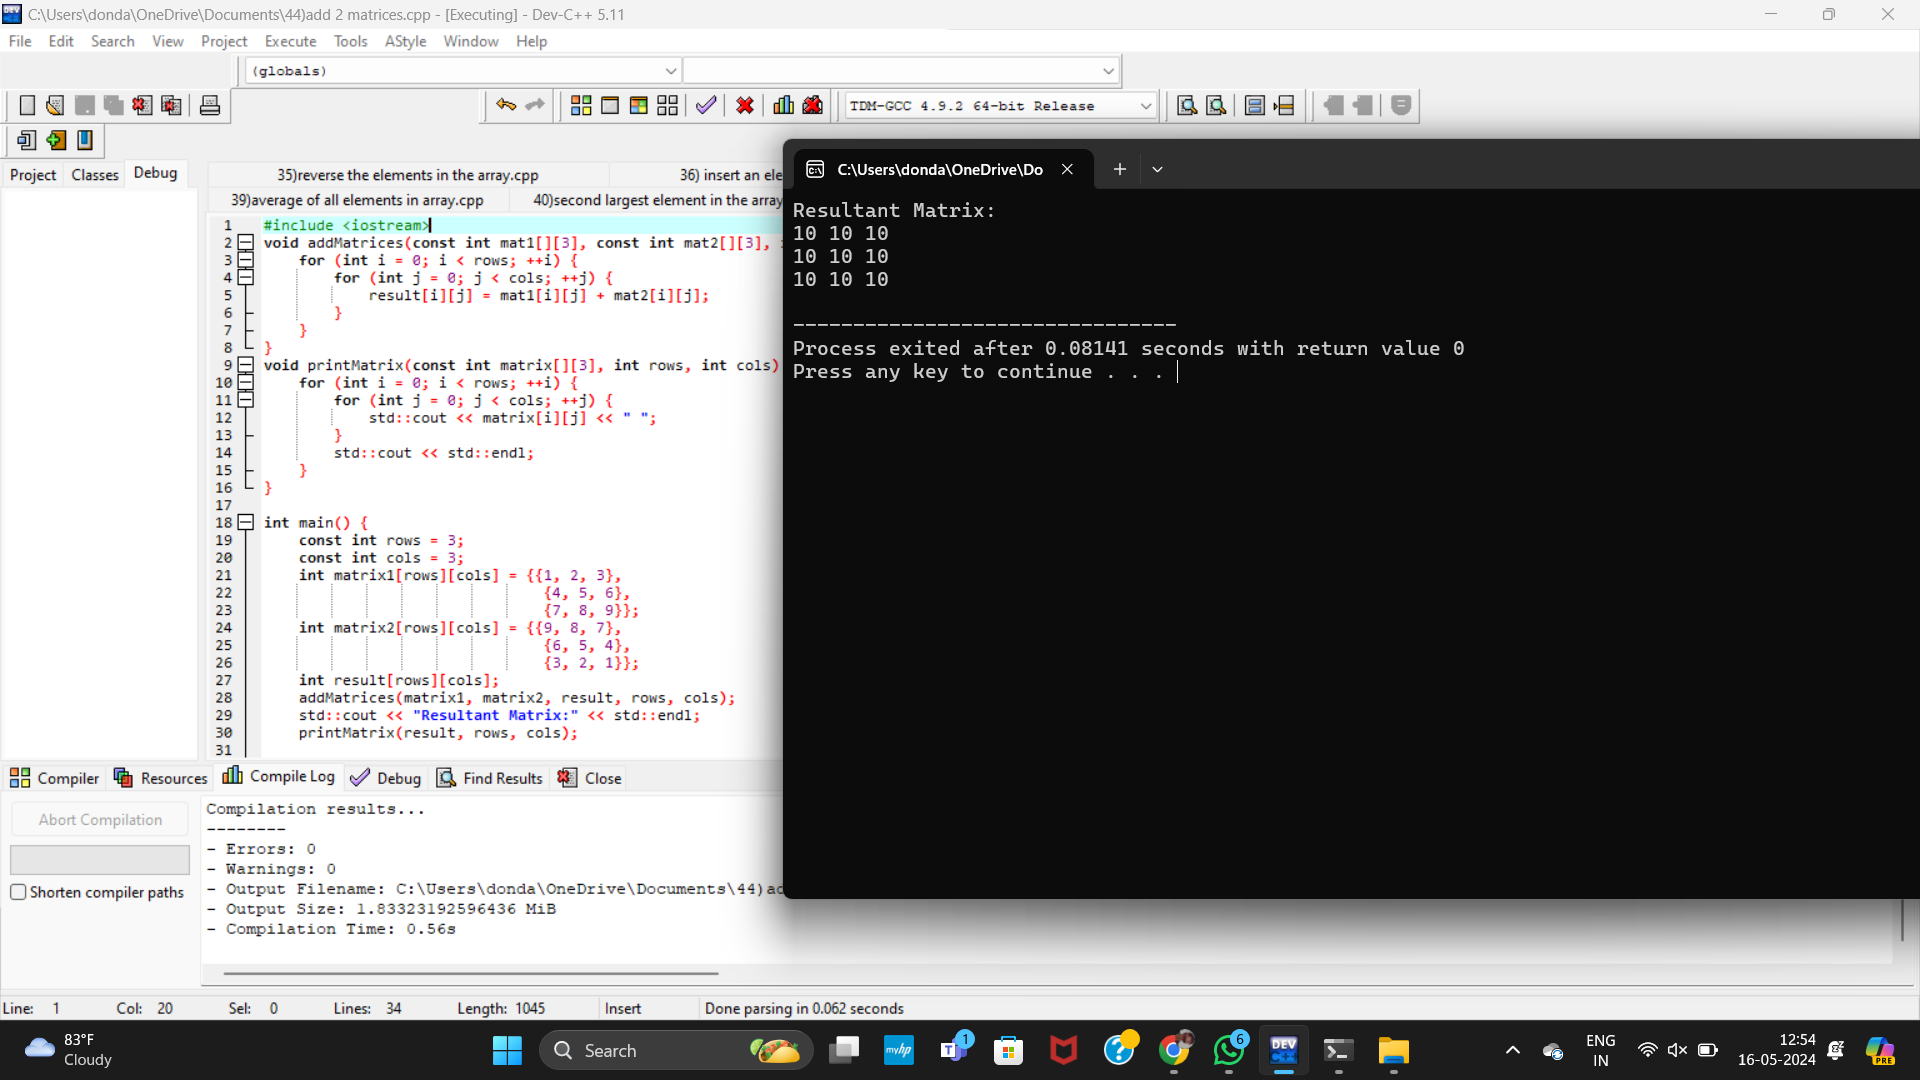 C:\Users\donda\OneDrive\Documents\44)add 2 matrices.cpp - [Executing] - Dev-C++ 5.11
File Edit Search View Project Execute Tools AStyle Window Help
(globals)
TDM-GCC 4.9.2 64-bit Release
Project Classes Debug
35)reverse the elements in the array.cpp 36) insert an ele
39)average of all elements in array.cpp 40)second largest element in the array
1 #include <iostream>
2 void addMatrices(const int mat1[][3], const int mat2[][3],
3 for (int i = 0; i < rows; ++i) {
4 for (int j = 0; j < cols; ++j) {
5 result[i][j] = mat1[i][j] + mat2[i][j];
6 }
7 }
8 }
9 void printMatrix(const int matrix[][3], int rows, int cols)
10 for (int i = 0; i < rows; ++i) {
11 for (int j = 0; j < cols; ++j) {
12 std::cout << matrix[i][j] << " ";
13 }
14 std::cout << std::endl;
15 }
16 }
17
18 int main() {
19 const int rows = 3;
20 const int cols = 3;
21 int matrix1[rows][cols] = {{1, 2, 3},
22 {4, 5, 6},
23 {7, 8, 9}};
24 int matrix2[rows][cols] = {{9, 8, 7},
25 {6, 5, 4},
26 {3, 2, 1}};
27 int result[rows][cols];
28 addMatrices(matrix1, matrix2, result, rows, cols);
29 std::cout << "Resultant Matrix:" << std::endl;
30 printMatrix(result, rows, cols);
31
C:\Users\donda\OneDrive\Do
Resultant Matrix:
10 10 10
10 10 10
10 10 10
--------------------------------
Process exited after 0.08141 seconds with return value 0
Press any key to continue . . .
Compiler Resources Compile Log Debug Find Results Close
Abort Compilation
Shorten compiler paths
Compilation results...
--------
- Errors: 0
- Warnings: 0
- Output Filename: C:\Users\donda\OneDrive\Documents\44)ad
- Output Size: 1.83323192596436 MiB
- Compilation Time: 0.56s
Line: 1 Col: 20 Sel: 0 Lines: 34 Length: 1045 Insert Done parsing in 0.062 seconds
83°F
Cloudy
Search
myhp
1
6
DEV
ENG
IN
12:54
16-05-2024
PRE